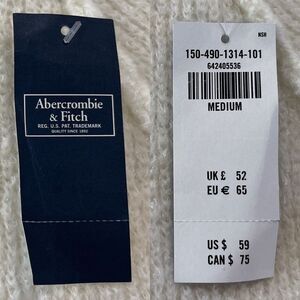 Abercrombie
& Fitch
REG. U.S. PAT. TRADEMARK
QUALITY SINCE 1892
NSH
150-490-1314-101
642405536
MEDIUM
UK £ 52
EU € 65
US $ 59
CAN $ 75